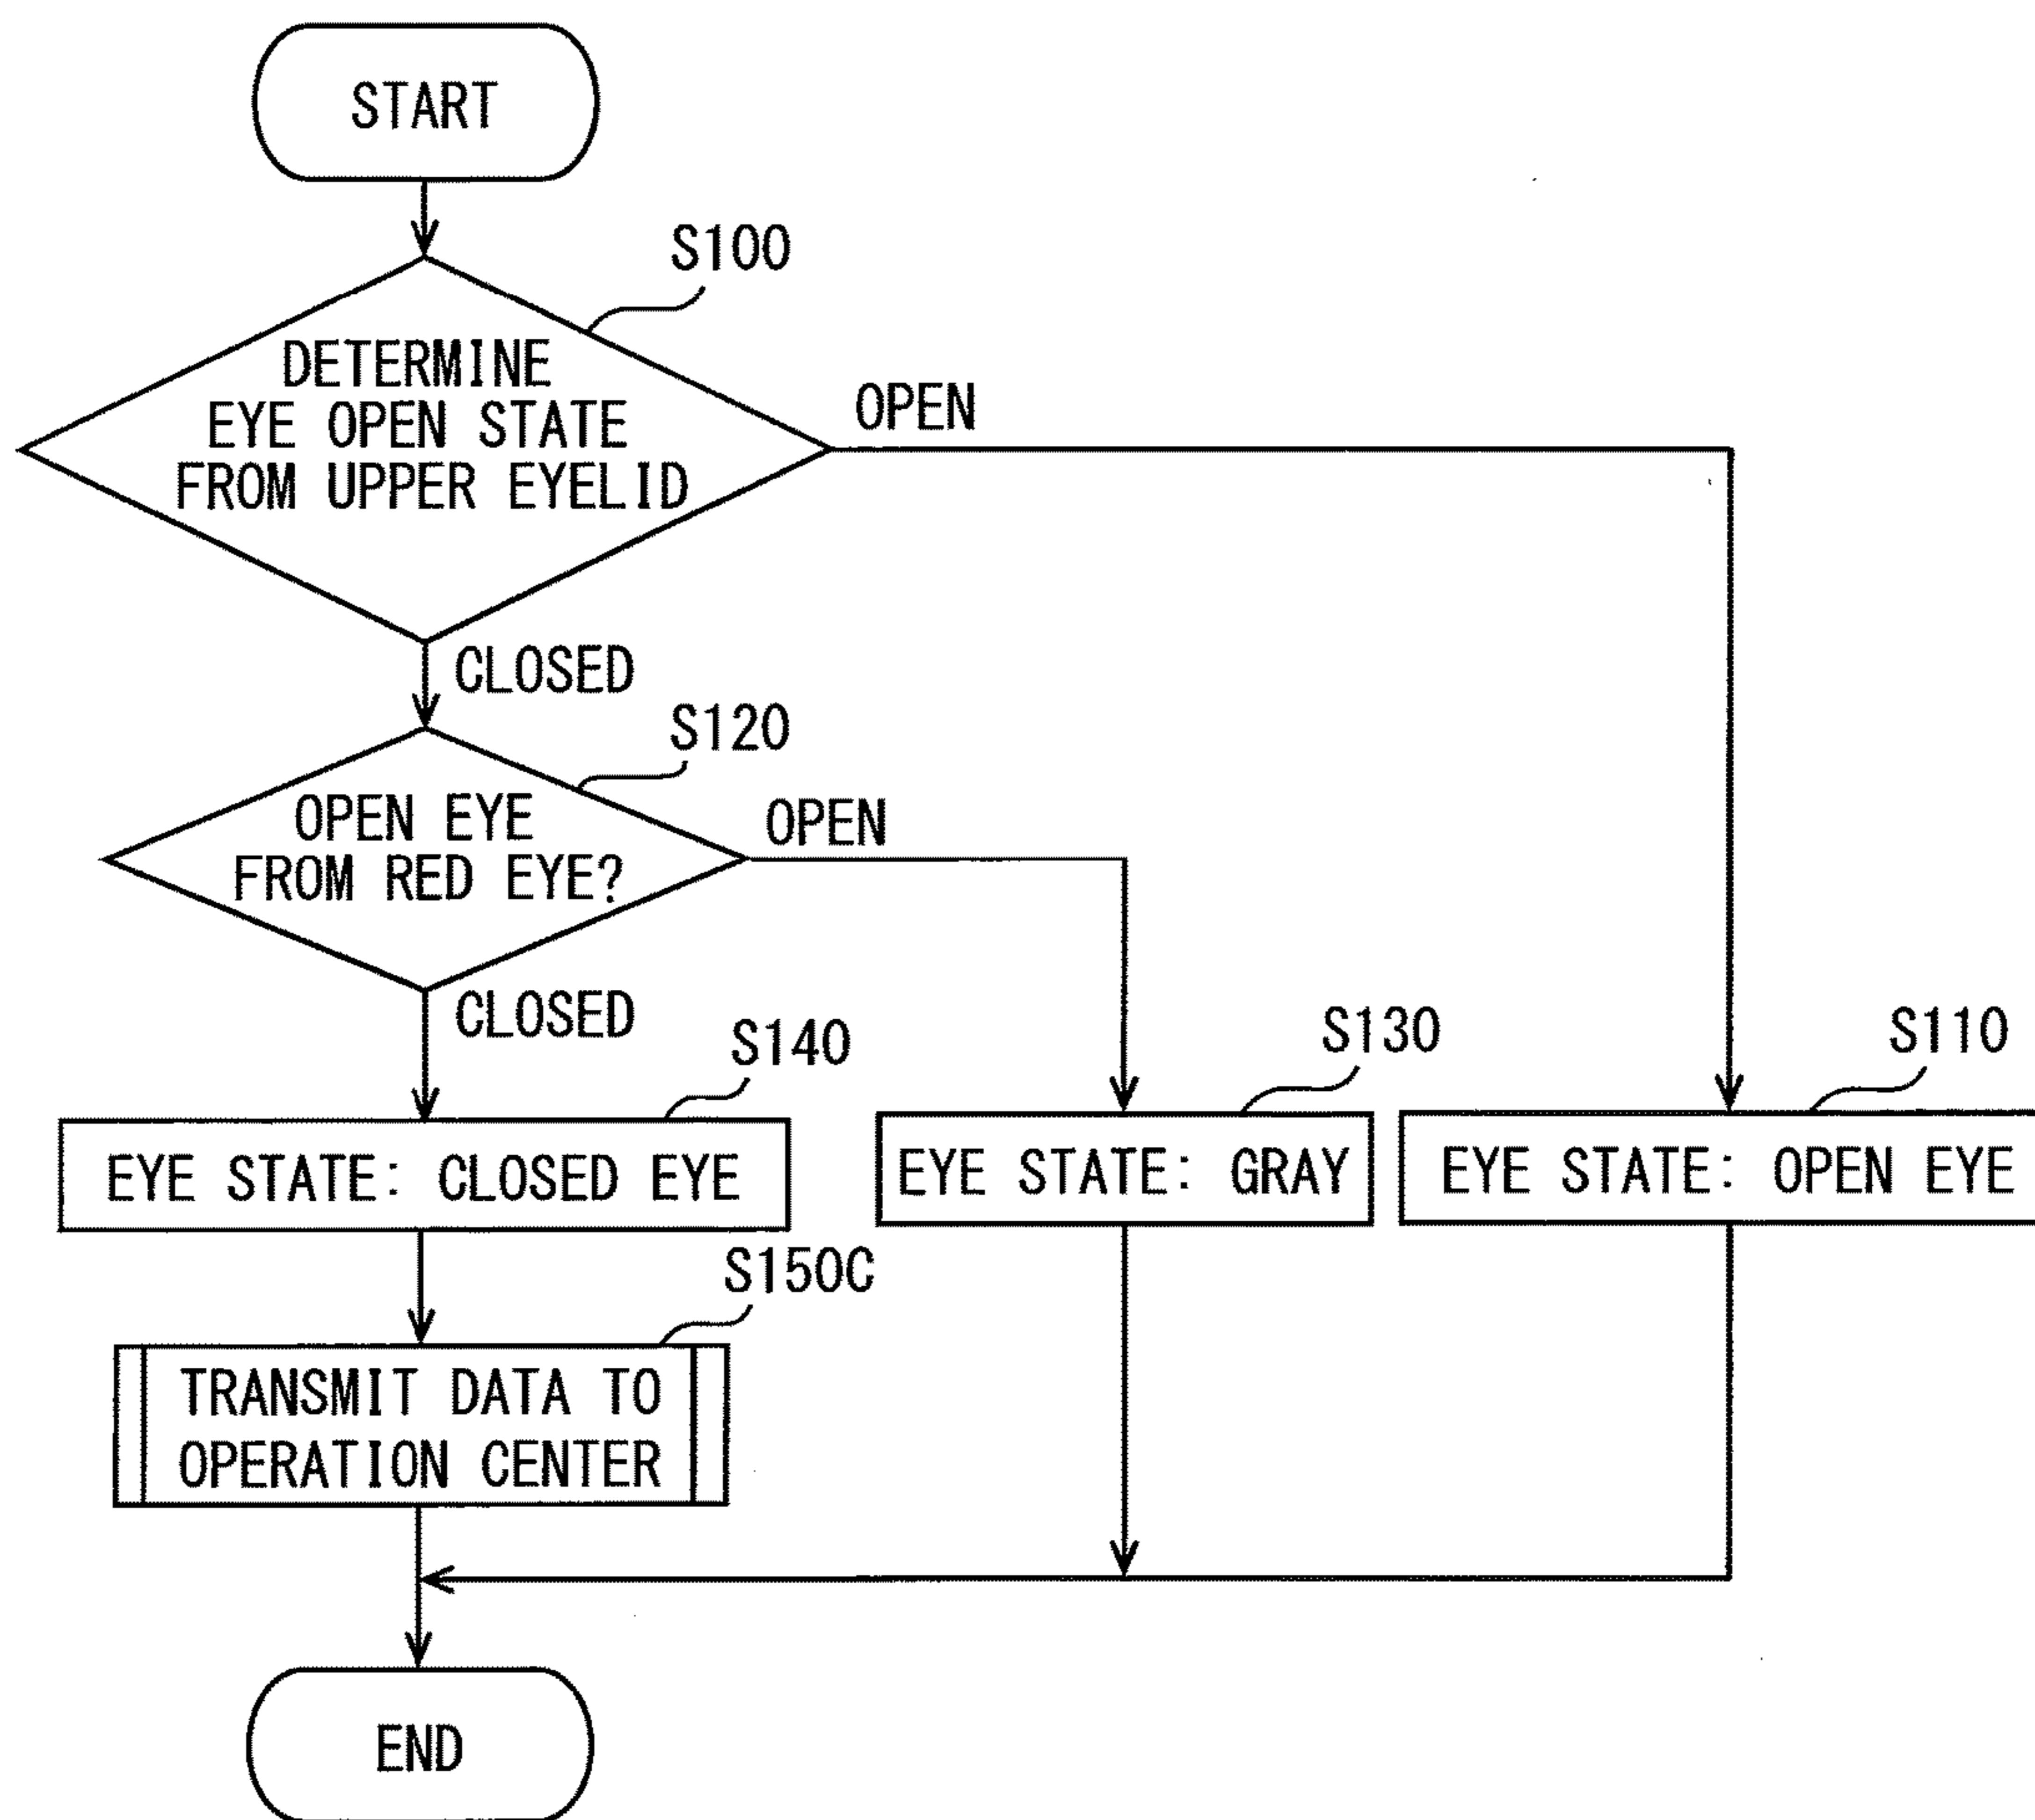 START
S100
DETERMINE
EYE OPEN STATE
FROM UPPER EYELID
OPEN
CLOSED
S120
OPEN EYE
FROM RED EYE?
OPEN
CLOSED
S140
S130
S110
EYE STATE: CLOSED EYE
EYE STATE: GRAY
EYE STATE: OPEN EYE
S150C
TRANSMIT DATA TO
OPERATION CENTER
END